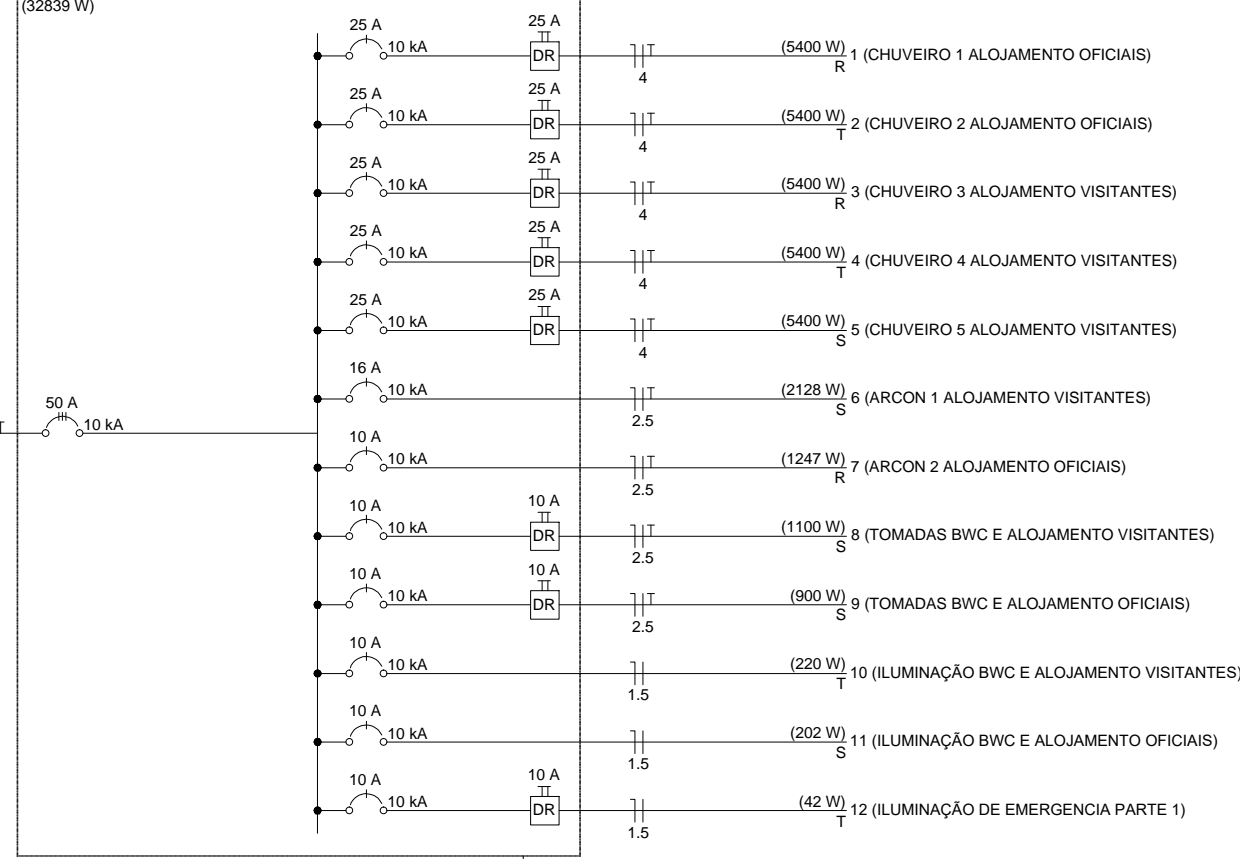 (32839 W)
50 A
10 kA
25 A
10 kA
25 A
DR
T
4
(5400 W)
R
1 (CHUVEIRO 1 ALOJAMENTO OFICIAIS)
25 A
10 kA
25 A
DR
T
4
(5400 W)
T
2 (CHUVEIRO 2 ALOJAMENTO OFICIAIS)
25 A
10 kA
25 A
DR
T
4
(5400 W)
R
3 (CHUVEIRO 3 ALOJAMENTO VISITANTES)
25 A
10 kA
25 A
DR
T
4
(5400 W)
T
4 (CHUVEIRO 4 ALOJAMENTO VISITANTES)
25 A
10 kA
25 A
DR
T
4
(5400 W)
S
5 (CHUVEIRO 5 ALOJAMENTO VISITANTES)
16 A
10 kA
T
2.5
(2128 W)
S
6 (ARCON 1 ALOJAMENTO VISITANTES)
10 A
10 kA
T
2.5
(1247 W)
R
7 (ARCON 2 ALOJAMENTO OFICIAIS)
10 A
10 kA
10 A
DR
T
2.5
(1100 W)
S
8 (TOMADAS BWC E ALOJAMENTO VISITANTES)
10 A
10 kA
10 A
DR
T
2.5
(900 W)
S
9 (TOMADAS BWC E ALOJAMENTO OFICIAIS)
10 A
10 kA
1.5
(220 W)
T
10 (ILUMINAÇÃO BWC E ALOJAMENTO VISITANTES)
10 A
10 kA
1.5
(202 W)
S
11 (ILUMINAÇÃO BWC E ALOJAMENTO OFICIAIS)
10 A
10 kA
10 A
DR
1.5
(42 W)
T
12 (ILUMINAÇÃO DE EMERGENCIA PARTE 1)